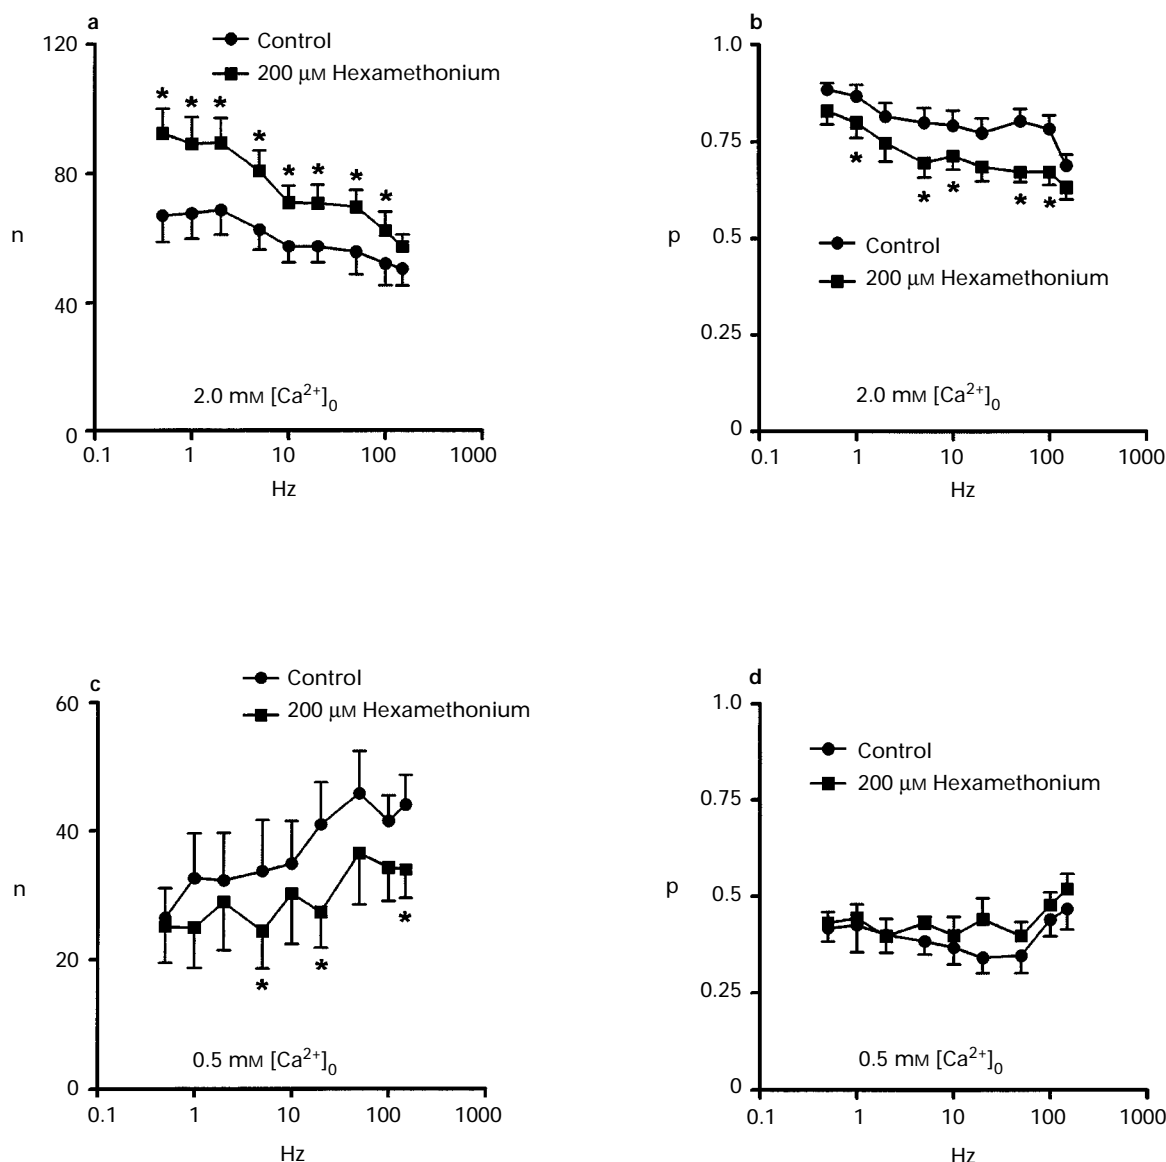 a
Control
200 μM Hexamethonium
120
80
40
0
n
* * * * * * * *
2.0 mM [Ca²⁺]₀
0.1 1 10 100 1000
Hz
b
1.0
0.75
0.5
0.25
0
p
* * * * *
Control
200 μM Hexamethonium
2.0 mM [Ca²⁺]₀
0.1 1 10 100 1000
Hz
c
Control
200 μM Hexamethonium
60
40
20
0
n
* * *
0.5 mM [Ca²⁺]₀
0.1 1 10 100 1000
Hz
d
1.0
0.75
0.5
0.25
0
p
Control
200 μM Hexamethonium
0.5 mM [Ca²⁺]₀
0.1 1 10 100 1000
Hz